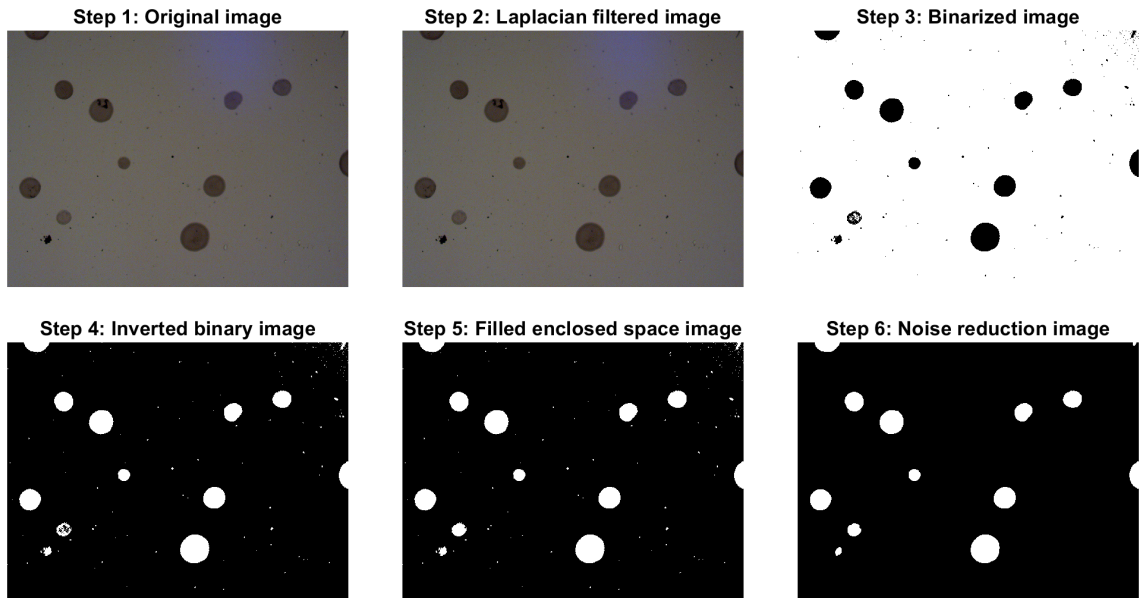 Step 1: Original image
Step 2: Laplacian filtered image
Step 3: Binarized image
Step 4: Inverted binary image
Step 5: Filled enclosed space image
Step 6: Noise reduction image